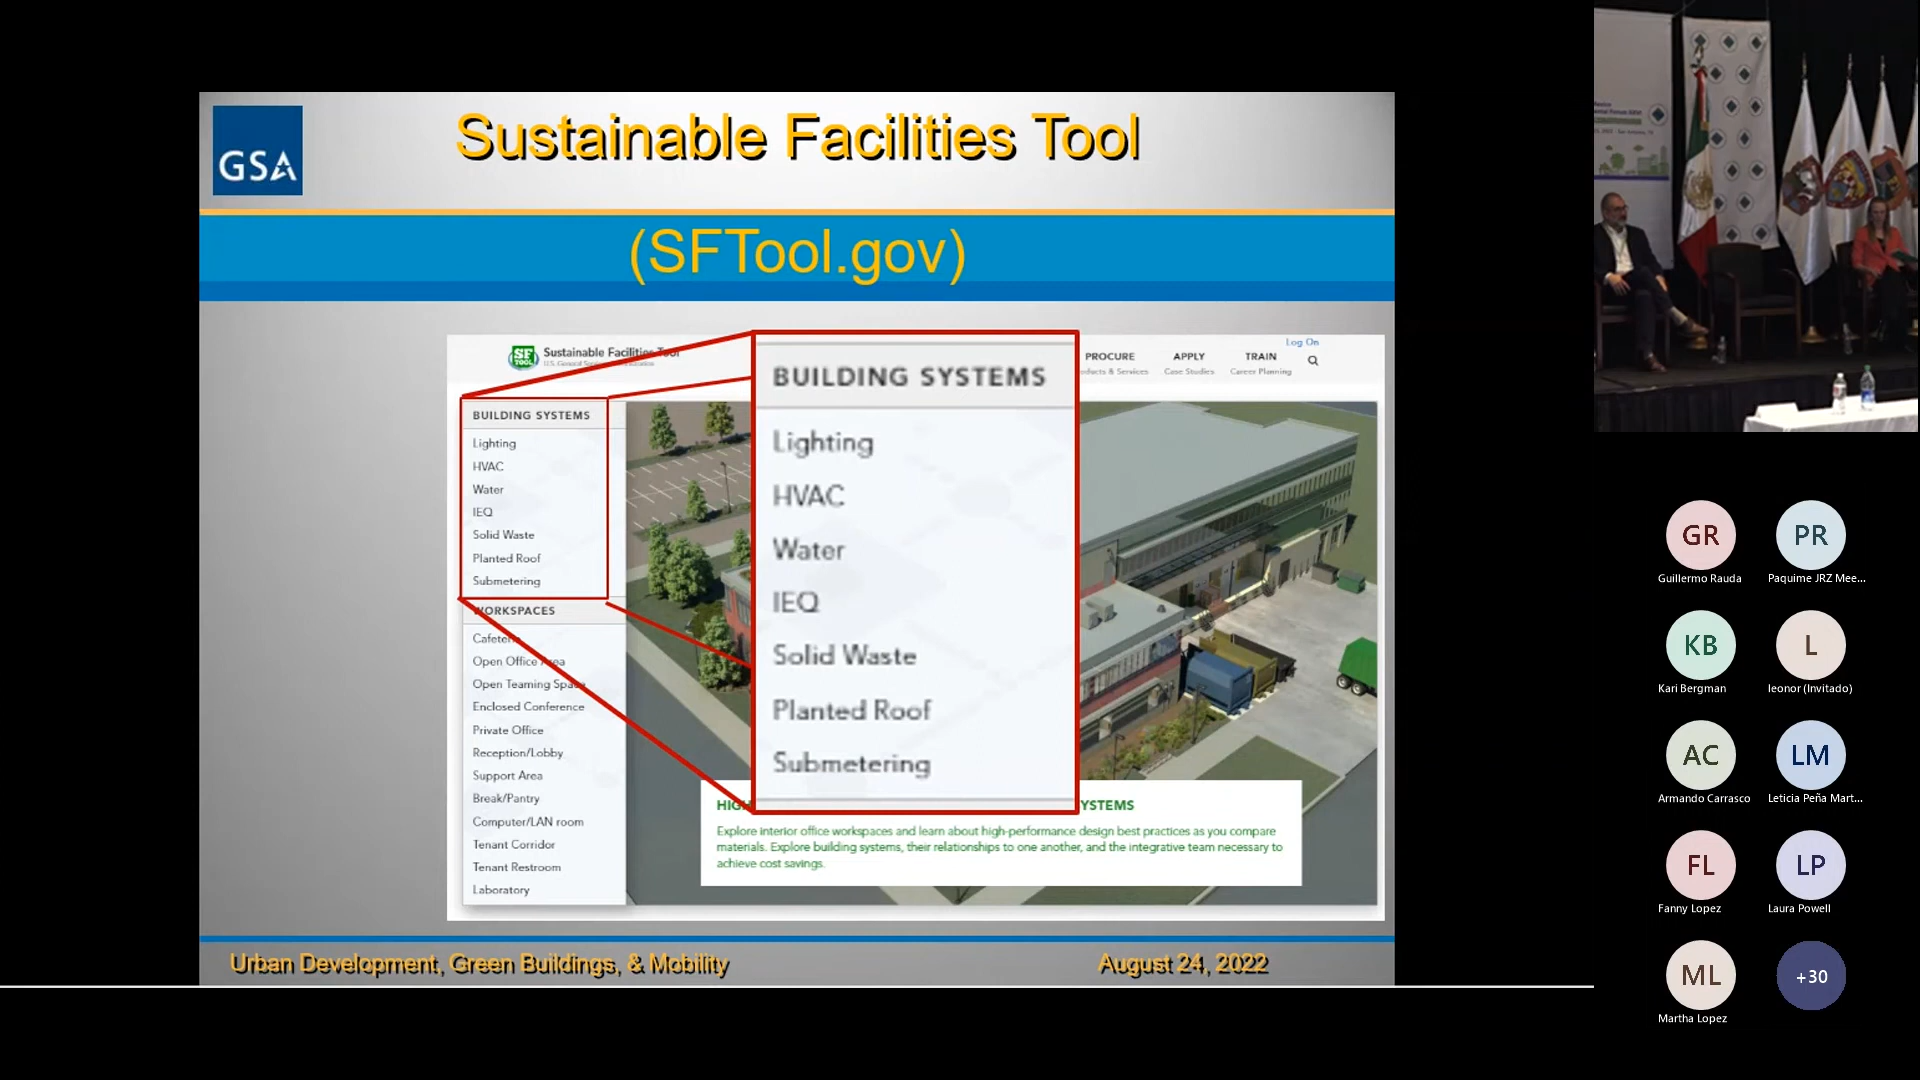 GSA
Sustainable Facilities Tool
(SFTool.gov)
SF
TOOL
Sustainable Facilities Tool
Log On
PROCURE
APPLY
TRAIN
Products & Services
Case Studies
Career Planning
BUILDING SYSTEMS
Lighting
HVAC
Water
IEQ
Solid Waste
Planted Roof
Submetering
WORKSPACES
Cafeteria
Open Office Area
Open Teaming Space
Enclosed Conference
Private Office
Reception/Lobby
Support Area
Break/Pantry
Computer/LAN room
Tenant Corridor
Tenant Restroom
Laboratory
BUILDING SYSTEMS
Lighting
HVAC
Water
IEQ
Solid Waste
Planted Roof
Submetering
Explore interior office workspaces and learn about high-performance design best practices as you compare
materials. Explore building systems, their relationships to one another, and the integrative team necessary to
achieve cost savings.
Urban Development, Green Buildings, & Mobility
August 24, 2022
GR
PR
Guillermo Rauda
Paquime JRZ Mee...
KB
L
Kari Bergman
leonor (Invitado)
AC
LM
Armando Carrasco
Leticia Peña Mart...
FL
LP
Fanny Lopez
Laura Powell
ML
+30
Martha Lopez